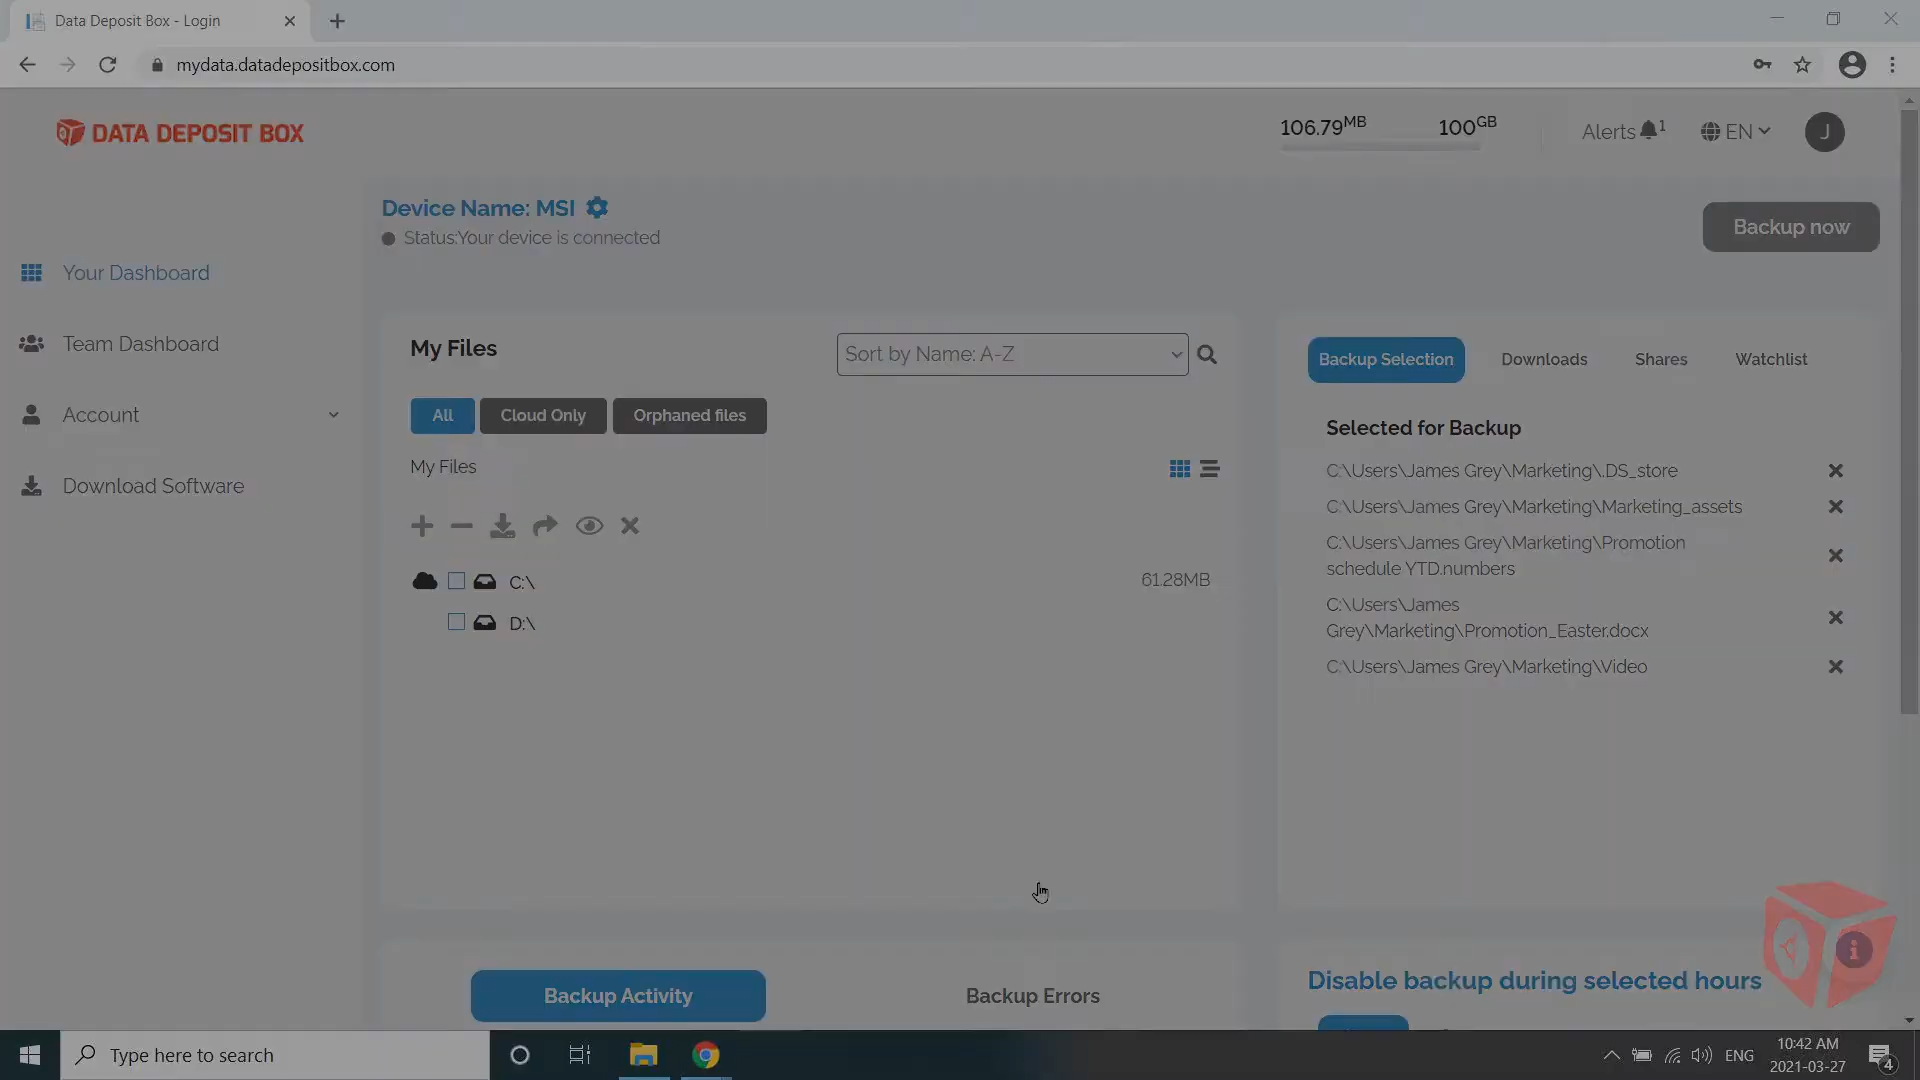 Data Deposit Box - Login
mydata.datadepositbox.com
DATA DEPOSIT BOX
106.79MB
100GB
Alerts 1
EN
J
Device Name: MSI
Status:Your device is connected
Backup now
Your Dashboard
Team Dashboard
Account
Download Software
My Files
Sort by Name: A-Z
All
Cloud Only
Orphaned files
My Files
C:\
61.28MB
D:\
Backup Selection
Downloads
Shares
Watchlist
Selected for Backup
C:\Users\James Grey\Marketing\.DS_store
C:\Users\James Grey\Marketing\Marketing_assets
C:\Users\James Grey\Marketing\Promotion
schedule YTD.numbers
C:\Users\James
Grey\Marketing\Promotion_Easter.docx
C:\Users\James Grey\Marketing\Video
Backup Activity
Backup Errors
Disable backup during selected hours
i
Type here to search
ENG
10:42 AM
2021-03-27
4